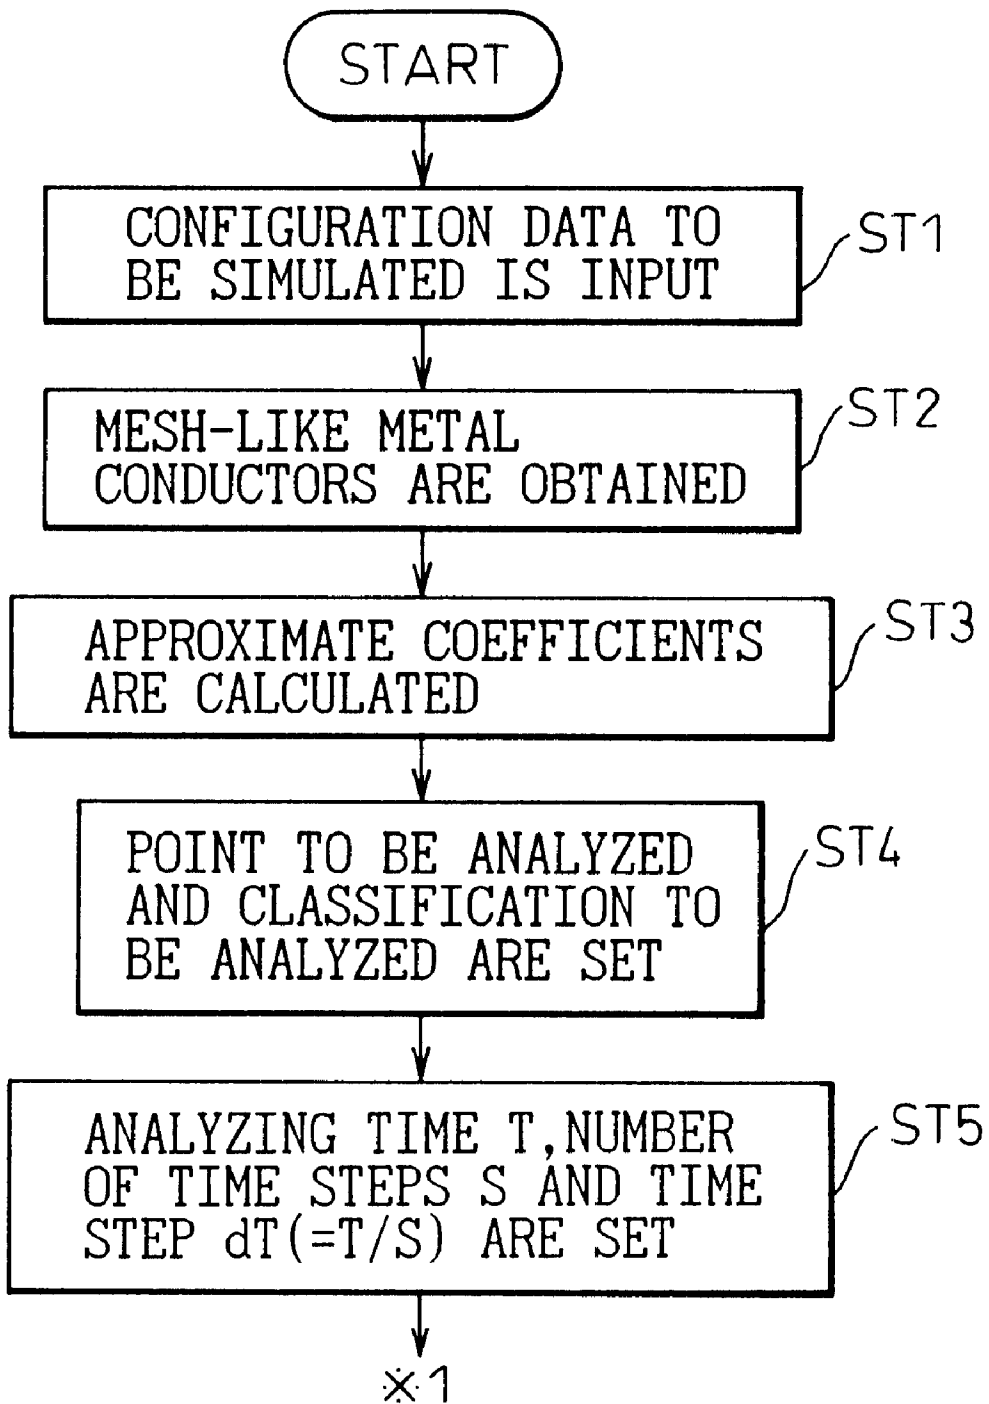 START
CONFIGURATION DATA TO
BE SIMULATED IS INPUT
ST1
MESH-LIKE METAL
CONDUCTORS ARE OBTAINED
ST2
APPROXIMATE COEFFICIENTS
ARE CALCULATED
ST3
POINT TO BE ANALYZED
AND CLASSIFICATION TO
BE ANALYZED ARE SET
ST4
ANALYZING TIME T,NUMBER
OF TIME STEPS S AND TIME
STEP dT(=T/S) ARE SET
ST5
※1